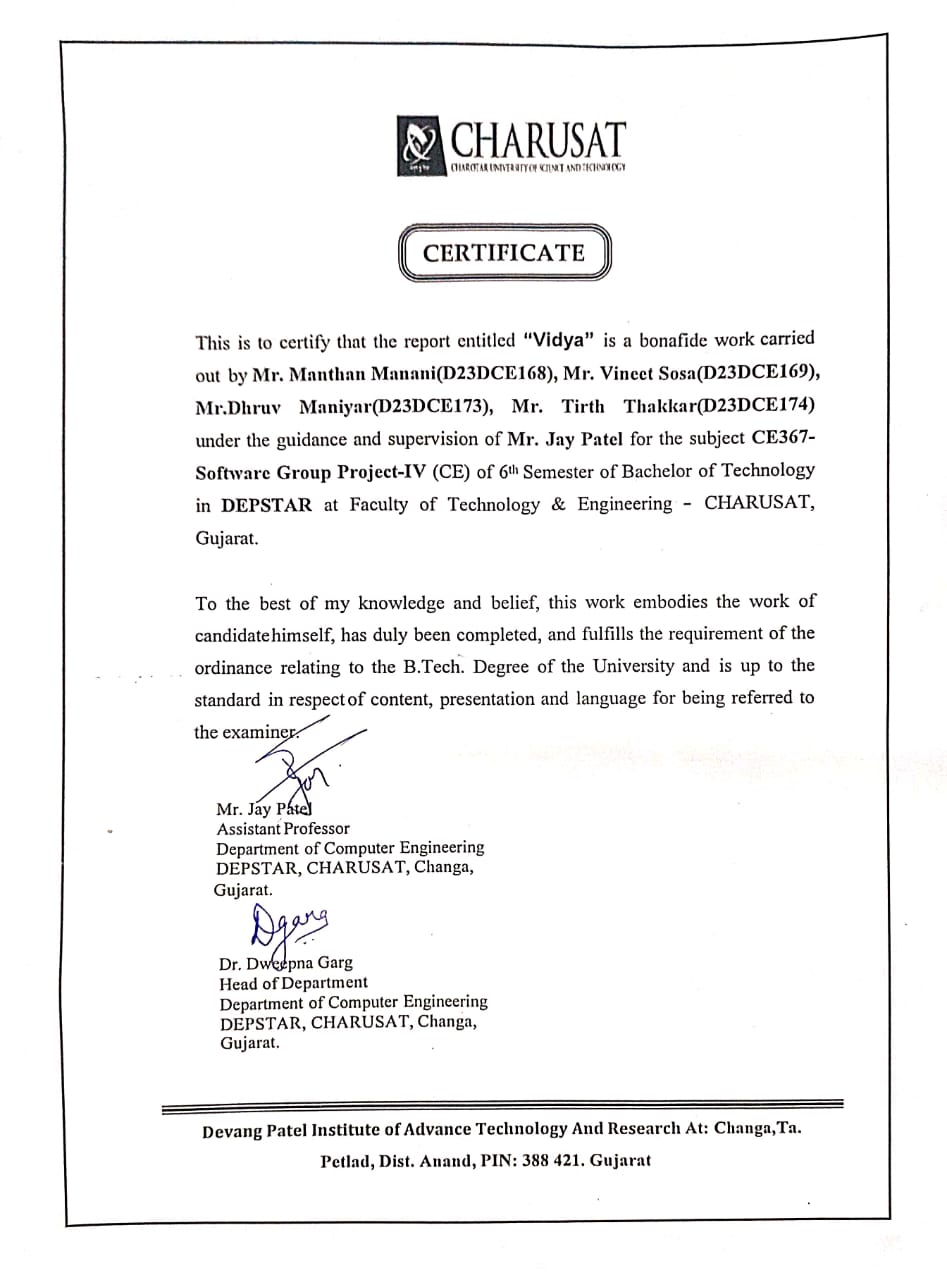 CHARUSAT
CHAROTAR UNIVERSITY OF SCIENCE AND TECHNOLOGY
CERTIFICATE
This is to certify that the report entitled “Vidya” is a bonafide work carried
out by Mr. Manthan Manani(D23DCE168), Mr. Vineet Sosa(D23DCE169),
Mr.Dhruv Maniyar(D23DCE173), Mr. Tirth Thakkar(D23DCE174)
under the guidance and supervision of Mr. Jay Patel for the subject CE367-
Software Group Project-IV (CE) of 6th Semester of Bachelor of Technology
in DEPSTAR at Faculty of Technology & Engineering – CHARUSAT,
Gujarat.
To the best of my knowledge and belief, this work embodies the work of
candidate himself, has duly been completed, and fulfills the requirement of the
ordinance relating to the B.Tech. Degree of the University and is up to the
standard in respect of content, presentation and language for being referred to
the examiner.
Mr. Jay Patel
Assistant Professor
Department of Computer Engineering
DEPSTAR, CHARUSAT, Changa,
Gujarat.
Dgarg
Dr. Dweepna Garg
Head of Department
Department of Computer Engineering
DEPSTAR, CHARUSAT, Changa,
Gujarat.
Devang Patel Institute of Advance Technology And Research At: Changa,Ta.
Petlad, Dist. Anand, PIN: 388 421. Gujarat